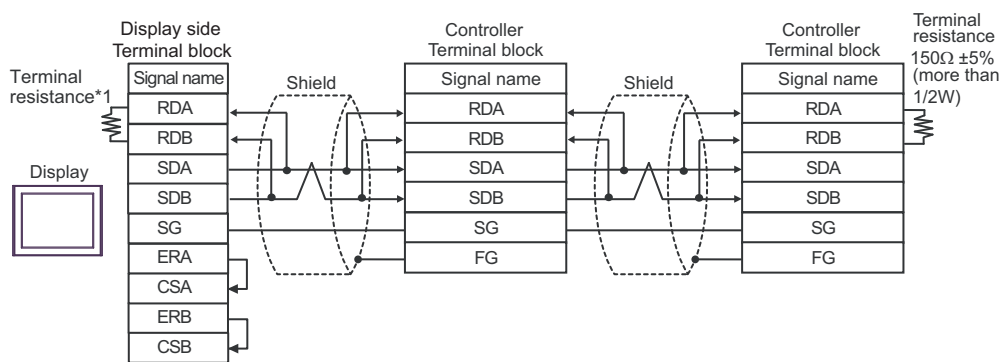 Display side
Terminal block
Controller
Terminal block
Controller
Terminal block
Terminal
resistance
150Ω ±5%
(more than
1/2W)
Terminal
resistance*1
Signal name
RDA
RDB
SDA
SDB
SG
ERA
CSA
ERB
CSB
Display
Shield
Signal name
RDA
RDB
SDA
SDB
SG
FG
Shield
Signal name
RDA
RDB
SDA
SDB
SG
FG